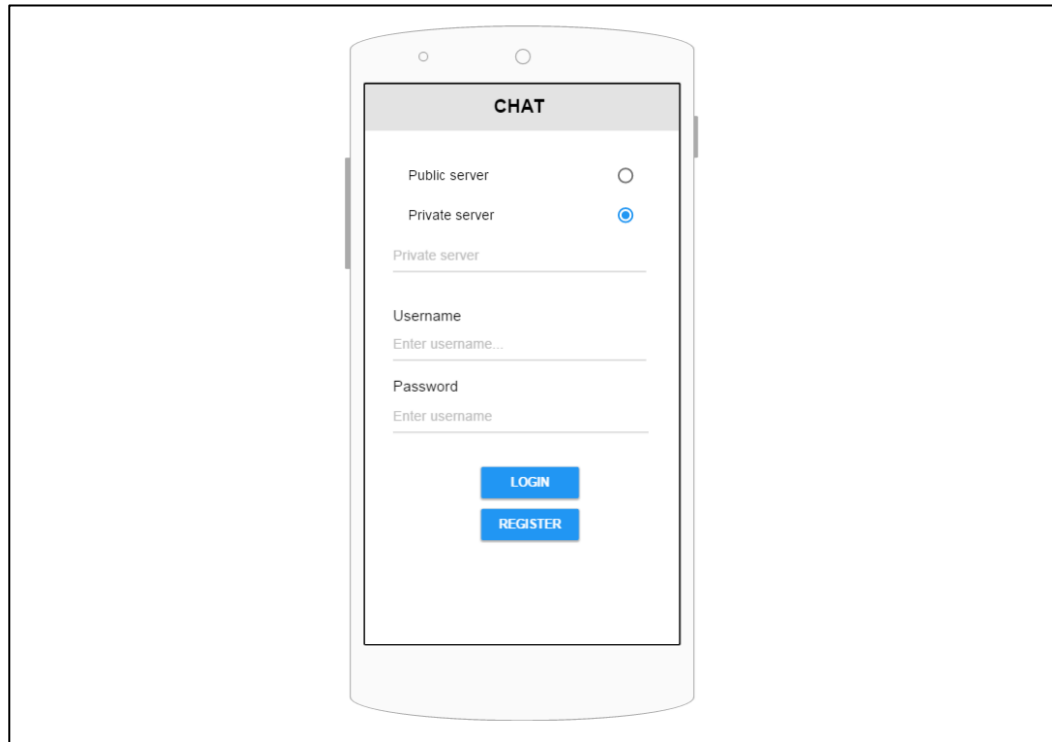 CHAT
Public server
Private server
Private server
Username
Enter username...
Password
Enter username
LOGIN
REGISTER